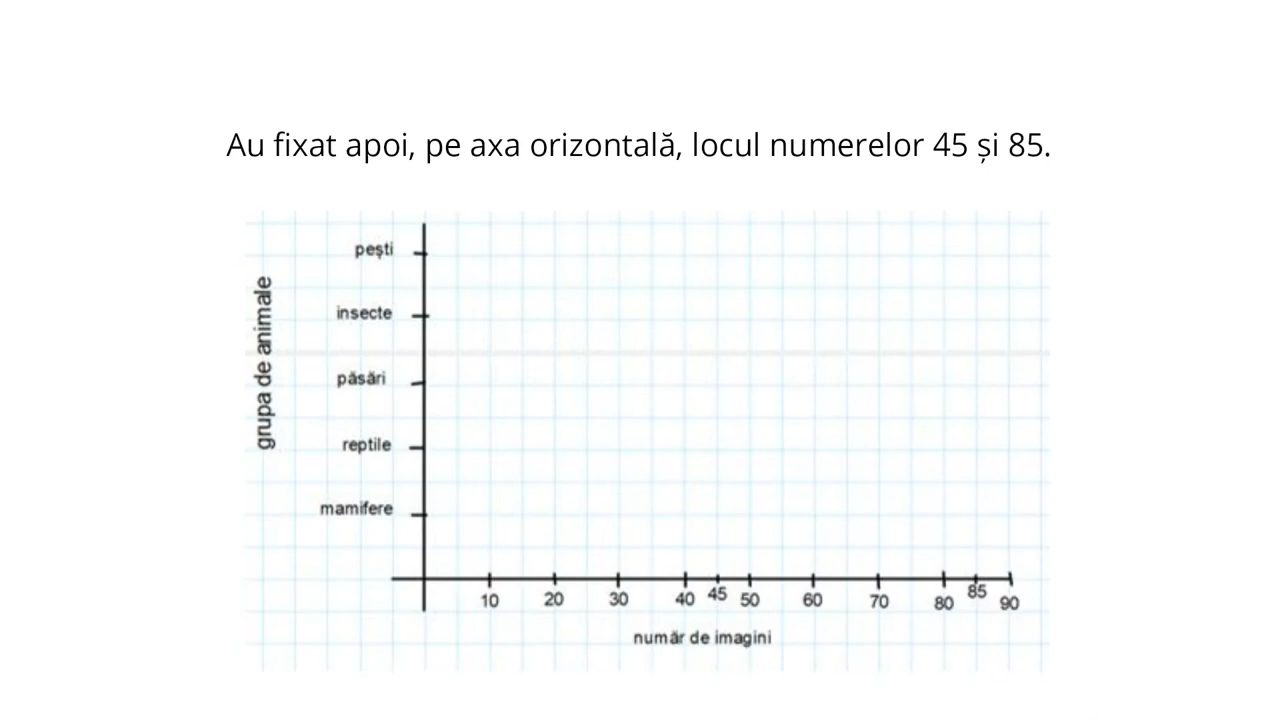 Au fixat apoi, pe axa orizontală, locul numerelor 45 și 85.
grupa de animale
pești
insecte
păsări
reptile
mamifere
10 20 30 40 45 50 60 70 80 85 90
număr de imagini